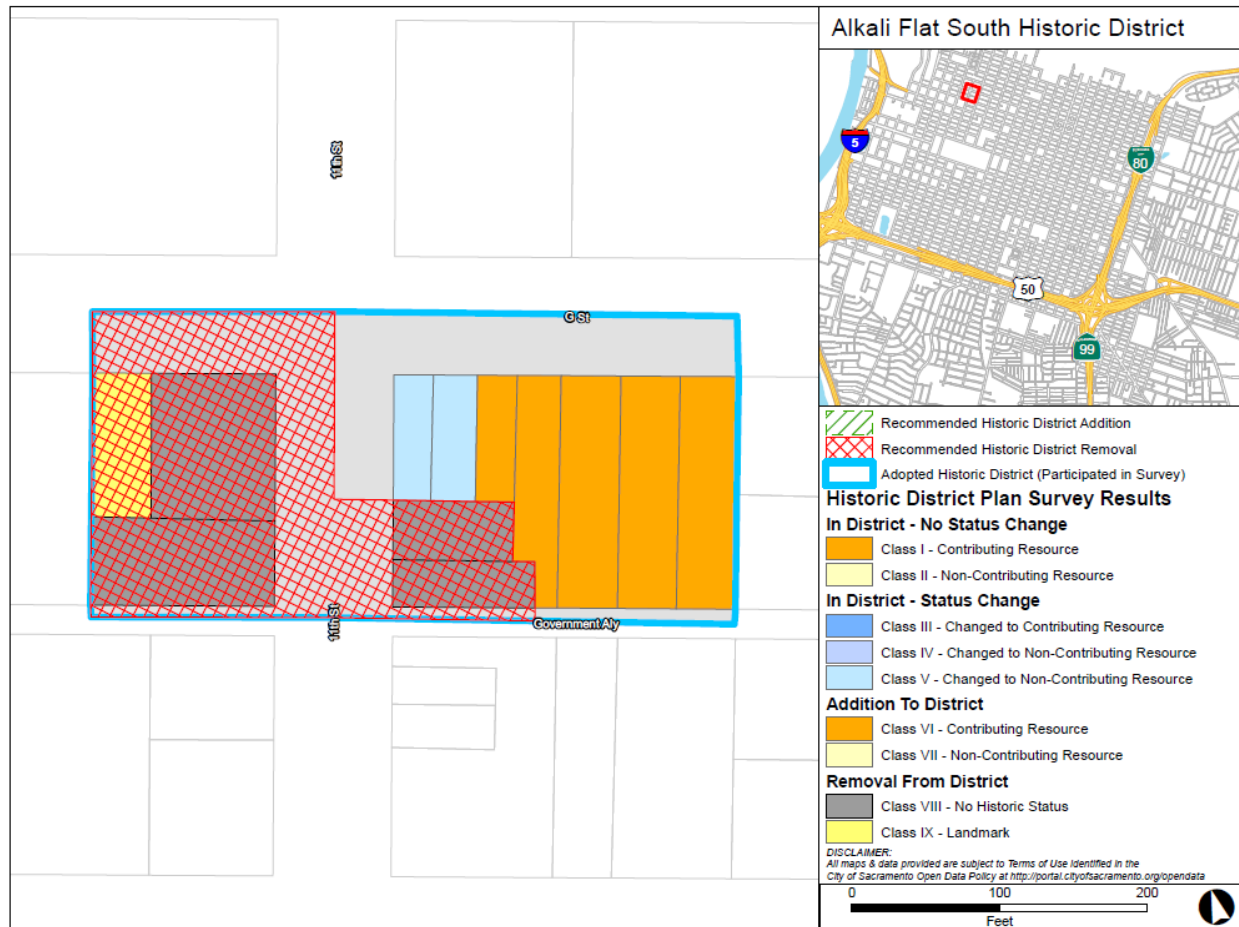 Alkali Flat South Historic District
11th St
G St
11th St
Government Aly
5
80
50
99
Recommended Historic District Addition
Recommended Historic District Removal
Adopted Historic District (Participated in Survey)
Historic District Plan Survey Results
In District - No Status Change
Class I - Contributing Resource
Class II - Non-Contributing Resource
In District - Status Change
Class III - Changed to Contributing Resource
Class IV - Changed to Non-Contributing Resource
Class V - Changed to Non-Contributing Resource
Addition To District
Class VI - Contributing Resource
Class VII - Non-Contributing Resource
Removal From District
Class VIII - No Historic Status
Class IX - Landmark
DISCLAIMER:
All maps & data provided are subject to Terms of Use Identified in the
City of Sacramento Open Data Policy at http://portal.cityofsacramento.org/opendata
0 100 200
Feet